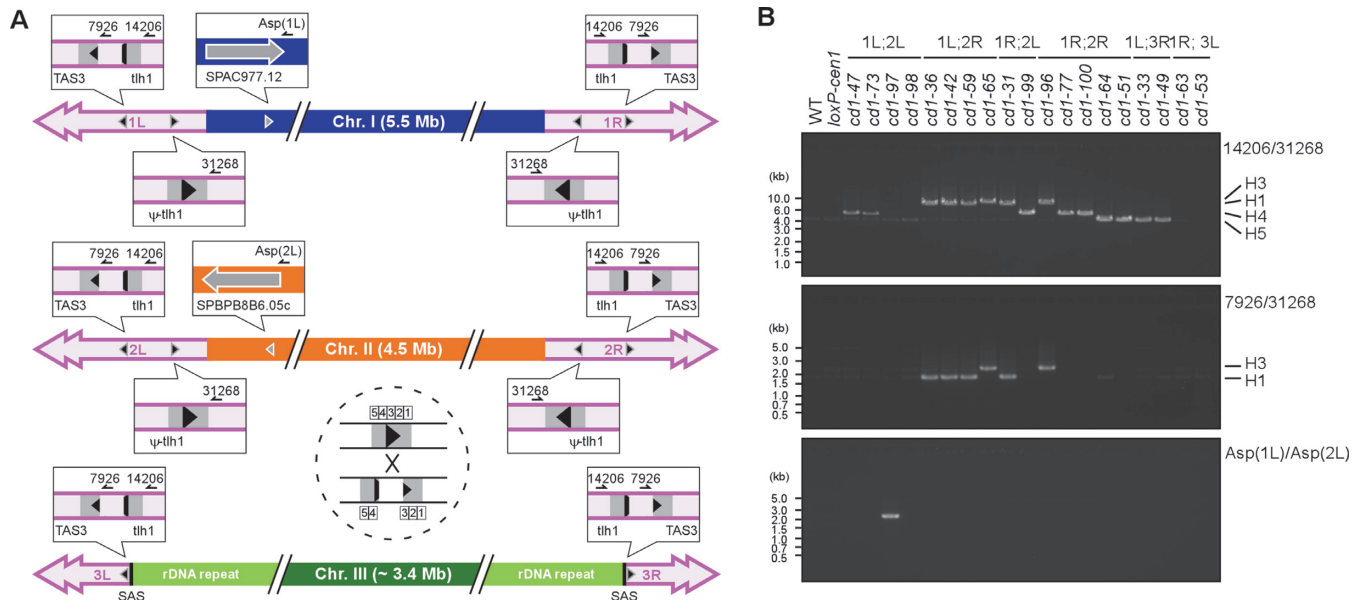 A
7926 14206
TAS3 tlh1
Asp(1L)
SPAC977.12
14206 7926
tlh1 TAS3
1L
Chr. I (5.5 Mb)
1R
31268
ψ-tlh1
31268
ψ-tlh1
7926 14206
TAS3 tlh1
Asp(2L)
SPBPB8B6.05c
14206 7926
tlh1 TAS3
2L
Chr. II (4.5 Mb)
2R
31268
ψ-tlh1
31268
ψ-tlh1
5 4 3 2 1
X
5 4 3 2 1
7926 14206
TAS3 tlh1
14206 7926
tlh1 TAS3
3L
rDNA repeat
Chr. III (~ 3.4 Mb)
rDNA repeat
3R
SAS
SAS
B
1L;2L 1L;2R 1R;2L 1R;2R 1L;3R 1R; 3L
WT
loxP-cen1
cd1-47
cd1-73
cd1-97
cd1-98
cd1-36
cd1-42
cd1-59
cd1-65
cd1-31
cd1-99
cd1-96
cd1-77
cd1-100
cd1-64
cd1-51
cd1-33
cd1-49
cd1-63
cd1-53
14206/31268
(kb)
10.0
6.0
4.0
3.0
2.0
1.5
1.0
H3
H1
H4
H5
7926/31268
(kb)
5.0
3.0
2.0
1.5
1.0
0.7
0.5
H3
H1
Asp(1L)/Asp(2L)
(kb)
5.0
3.0
2.0
1.5
1.0
0.7
0.5